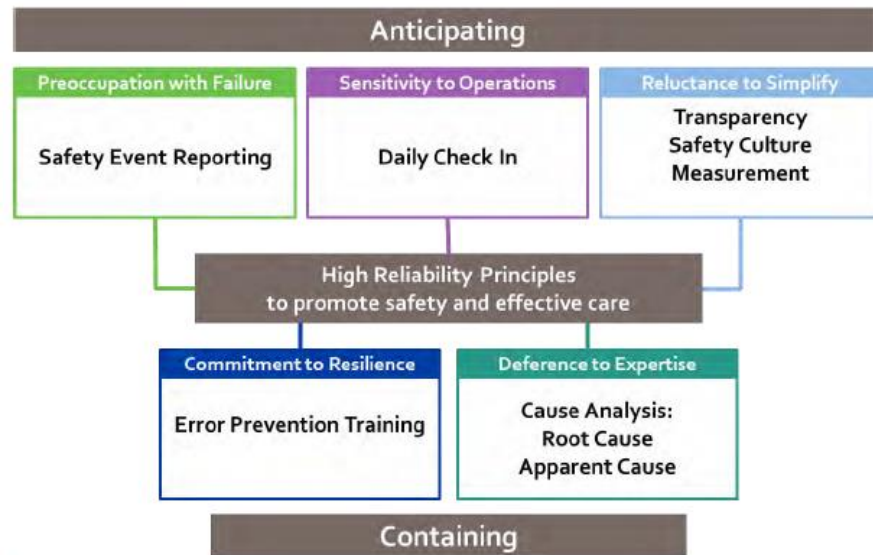 Anticipating
Preoccupation with Failure
Safety Event Reporting
Sensitivity to Operations
Daily Check In
Reluctance to Simplify
Transparency
Safety Culture
Measurement
High Reliability Principles
to promote safety and effective care
Commitment to Resilience
Error Prevention Training
Deference to Expertise
Cause Analysis:
Root Cause
Apparent Cause
Containing